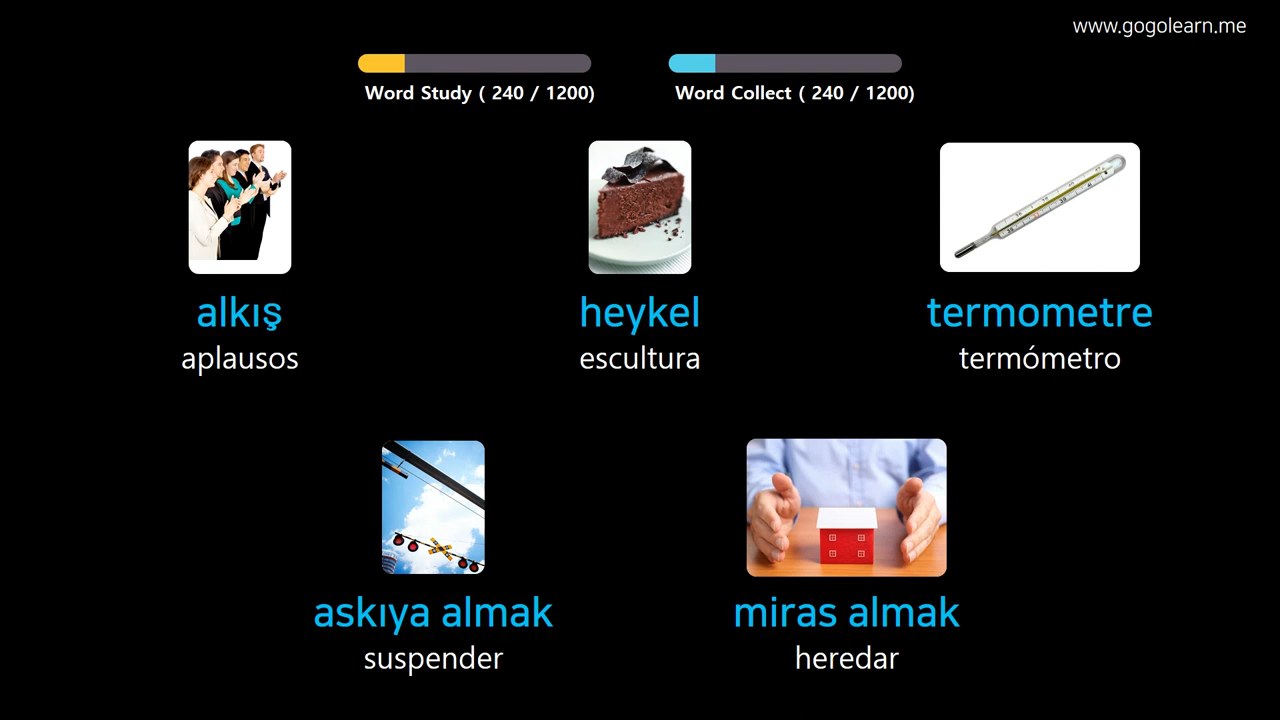 www.gogolearn.me
Word Study ( 240 / 1200)
Word Collect ( 240 / 1200)
alkış
aplausos
heykel
escultura
termometre
termómetro
askıya almak
suspender
miras almak
heredar